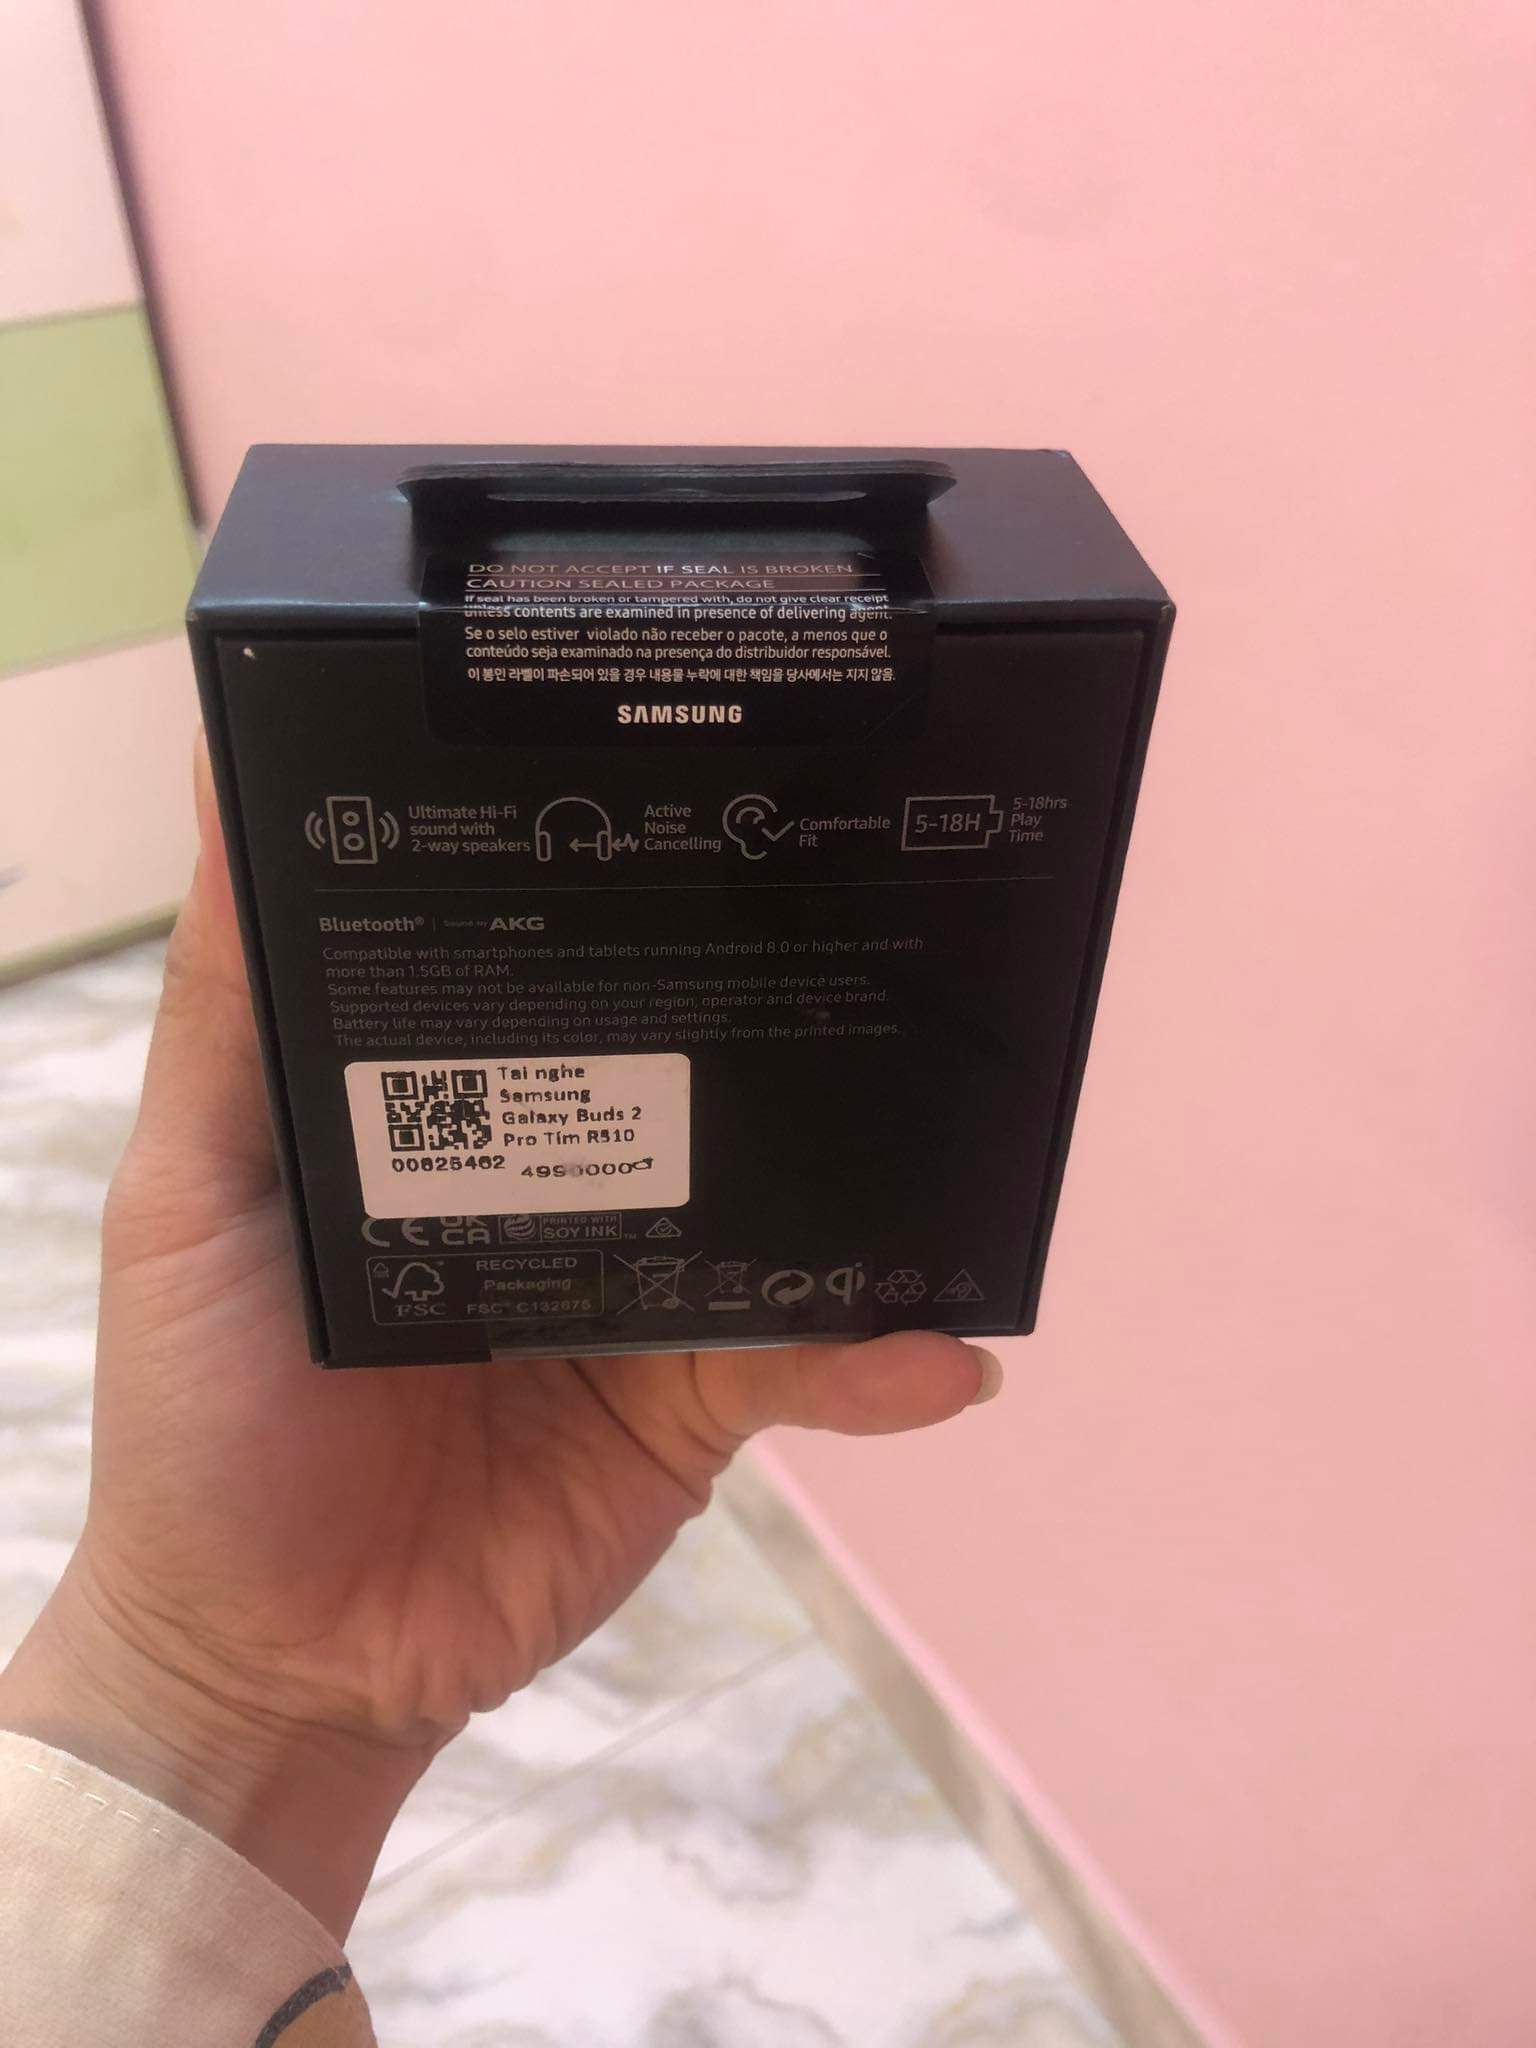 DO NOT ACCEPT IF SEAL IS BROKEN
CAUTION SEALED PACKAGE
If seal has been broken or tampered with, do not give clear receipt
unless contents are examined in presence of delivering agent.
Se o selo estiver violado não receber o pacote, a menos que o
conteúdo seja examinado na presença do distribuidor responsável.
이 봉인 라벨이 파손되어 있을 경우 내용물 누락에 대한 책임을 당사에서는 지지 않음.
SAMSUNG
Ultimate Hi-Fi
sound with
2-way speakers
Active
Noise
Cancelling
Comfortable
Fit
5-18H
5-18hrs
Play
Time
Bluetooth® | Sound by AKG
Compatible with smartphones and tablets running Android 8.0 or higher and with
more than 1.5GB of RAM.
Some features may not be available for non-Samsung mobile device users.
Supported devices vary depending on your region, operator and device brand.
Battery life may vary depending on usage and settings.
The actual device, including its color, may vary slightly from the printed images.
Tai nghe
Samsung
Galaxy Buds 2
Pro Tím R510
00625462
4990000đ
CE
UK
CA
PRINTED WITH
SOY INK™
FSC
RECYCLED
Packaging
FSC® C132675
qi